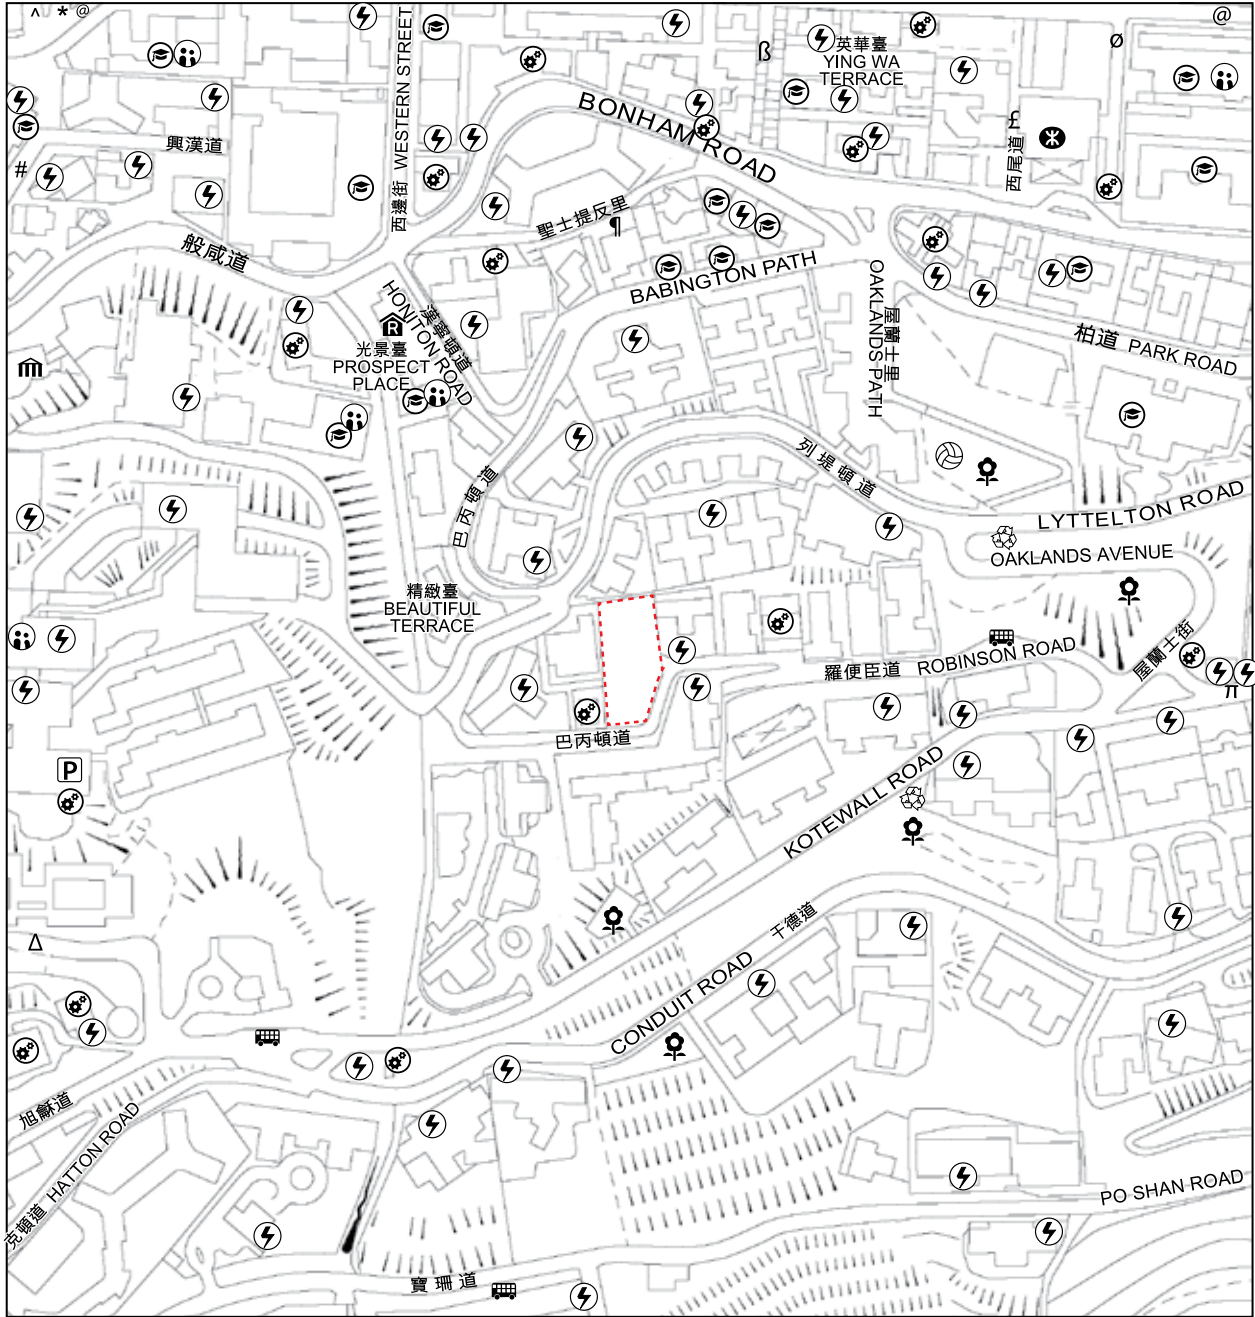 ^ * @
@
ß
英華臺
YING WA
TERRACE
Ø
£
西尾道
#
興漢道
西邊街 WESTERN STREET
BONHAM ROAD
般咸道
聖士提反里
¶
BABINGTON PATH
OAKLANDS PATH
屋蘭士里
柏道 PARK ROAD
漢寧頓道
HONITON ROAD
R
光景臺
PROSPECT
PLACE
巴丙頓道
列堤頓道
LYTTELTON ROAD
OAKLANDS AVENUE
精緻臺
BEAUTIFUL
TERRACE
羅便臣道 ROBINSON ROAD
屋蘭士街
π
巴丙頓道
P
KOTEWALL ROAD
Δ
干德道
CONDUIT ROAD
旭龢道
克頓道 HATTON ROAD
PO SHAN ROAD
寶珊道